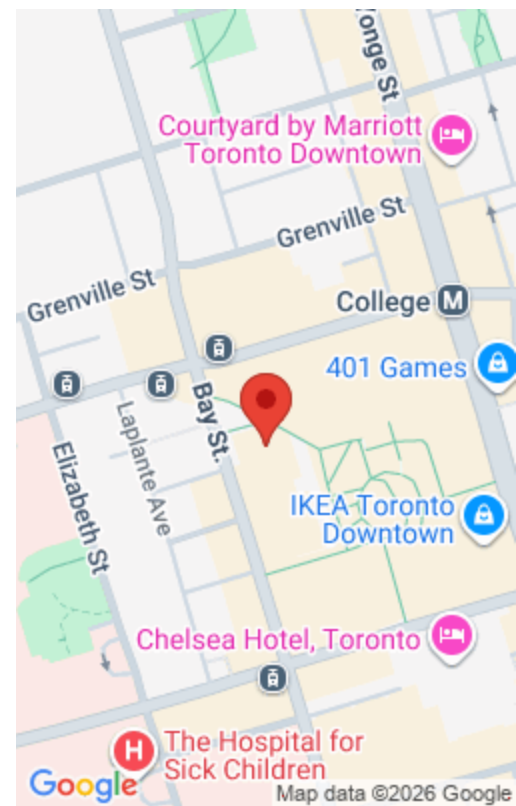 Yonge St
Courtyard by Marriott
Toronto Downtown
Grenville St
Grenville St
College M
401 Games
Bay St.
Laplante Ave
Elizabeth St
IKEA Toronto
Downtown
Chelsea Hotel, Toronto
H
The Hospital for
Sick Children
Google
Map data ©2026 Google